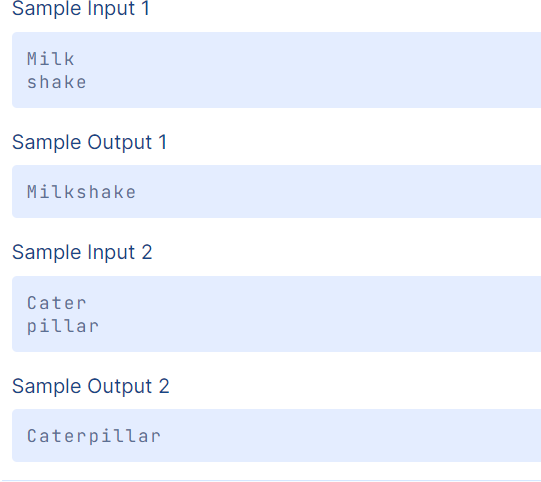 Sample Input 1
Milk
shake
Sample Output 1
Milkshake
Sample Input 2
Cater
pillar
Sample Output 2
Caterpillar